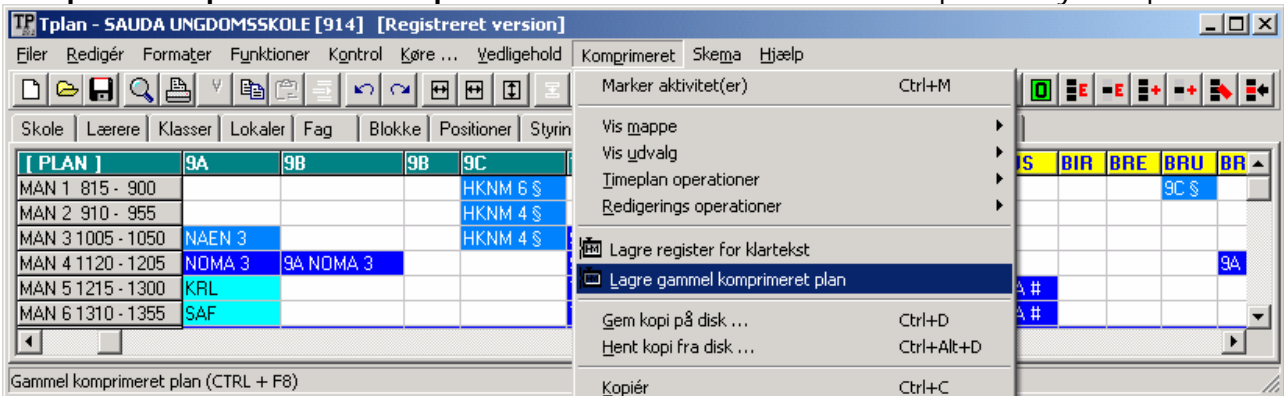 Tplan - SAUDA UNGDOMSSKOLE [914] [Registreret version]
Filer Redigér Formater Funktioner Kontrol Køre ... Vedligehold Komprimeret Skema Hjælp
Marker aktivitet(er) Ctrl+M
Skole Lærere Klasser Lokaler Fag Blokke Positioner Styrin
Vis mappe
Vis udvalg
Timeplan operationer
Redigerings operationer
Lagre register for klartekst
Lagre gammel komprimeret plan
Gem kopi på disk ... Ctrl+D
Hent kopi fra disk ... Ctrl+Alt+D
Kopiér Ctrl+C
[ PLAN ] 9A 9B 9B 9C BIR BRE BRU BR
MAN 1 815 - 900 HKNM 6 § 9C §
MAN 2 910 - 955 HKNM 4 §
MAN 3 1005 - 1050 NAEN 3 HKNM 4 §
MAN 4 1120 - 1205 NOMA 3 9A NOMA 3 9A
MAN 5 1215 - 1300 KRL #
MAN 6 1310 - 1355 SAF #
Gammel komprimeret plan (CTRL + F8)